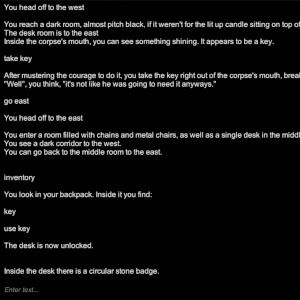 You head off to the west
You reach a dark room, almost pitch black, if it weren't for the lit up candle sitting on top of
The desk room is to the east
Inside the corpse's mouth, you can see something shining. It appears to be a key.
take key
After mustering the courage to do it, you take the key right out of the corpse's mouth, brea
"Well", you think, "it's not like he was going to need it anyways."
go east
You head off to the east
You enter a room filled with chains and metal chairs, as well as a single desk in the midd
You see a dark corridor to the west.
You can go back to the middle room to the east.
inventory
You look in your backpack. Inside it you find:
key
use key
The desk is now unlocked.
Inside the desk there is a circular stone badge.
Enter text...